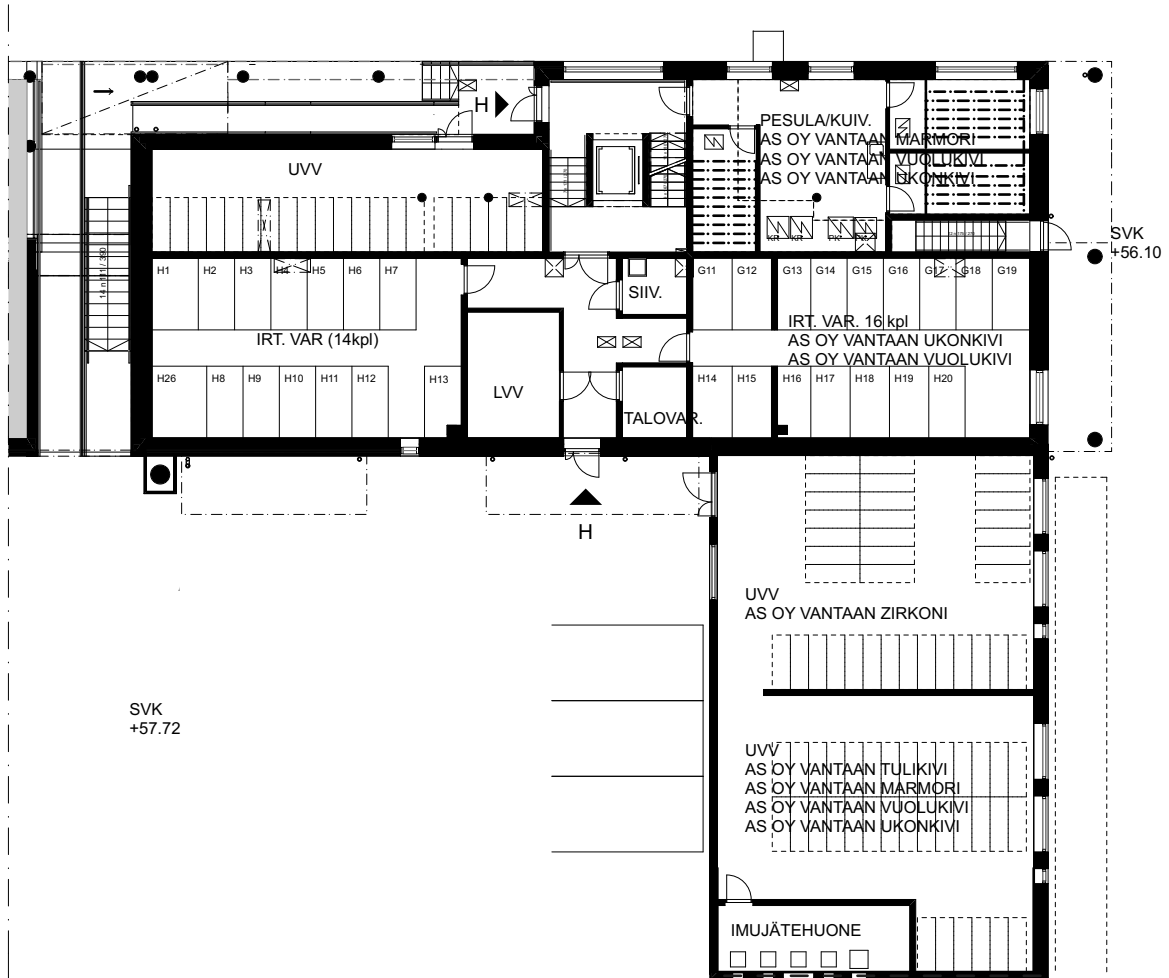 H
PESULA/KUIV.
AS OY VANTAAN MARMORI
AS OY VANTAAN VUOLUKIVI
AS OY VANTAAN UKONKIVI
UVV
KR KR PK
SVK
+56.10
H1 H2 H3 H4 H5 H6 H7
SIIV.
G11 G12 G13 G14 G15 G16 G17 G18 G19
IRT. VAR (14kpl)
IRT. VAR. 16 kpl
AS OY VANTAAN UKONKIVI
AS OY VANTAAN VUOLUKIVI
H26 H8 H9 H10 H11 H12 H13
H14 H15 H16 H17 H18 H19 H20
LVV
TALOVAR.
H
UVV
AS OY VANTAAN ZIRKONI
SVK
+57.72
UVV
AS OY VANTAAN TULIKIVI
AS OY VANTAAN MARMORI
AS OY VANTAAN VUOLUKIVI
AS OY VANTAAN UKONKIVI
IMUJÄTEHUONE